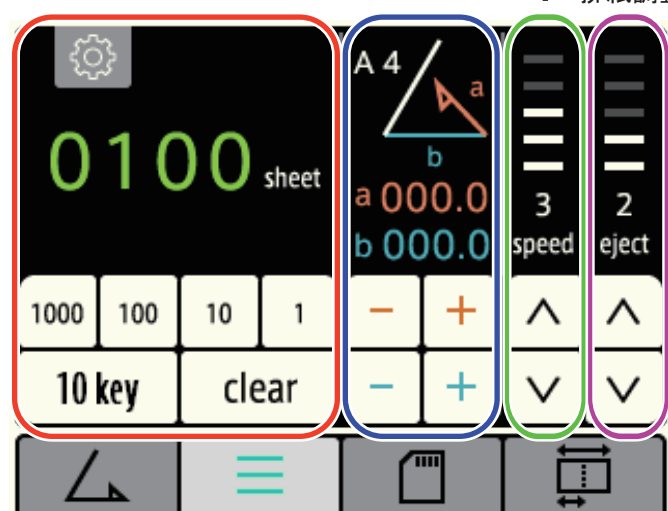 A 4
a
b
0100 sheet
a 000.0
b 000.0
3
speed
2
eject
1000
100
10
1
− +
10 key
clear
− +